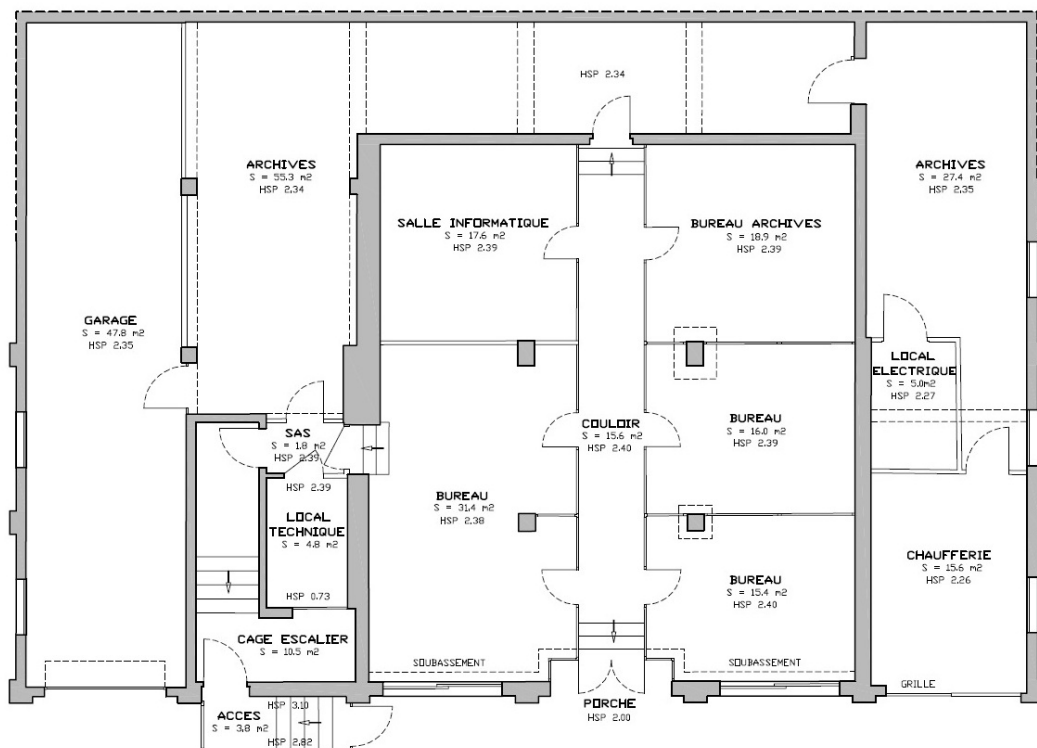 HSP 2.34
ARCHIVES
S = 55.3 m2
HSP 2.34
ARCHIVES
S = 27.4 m2
HSP 2.35
SALLE INFORMATIQUE
S = 17.6 m2
HSP 2.39
BUREAU ARCHIVES
S = 18.9 m2
HSP 2.39
GARAGE
S = 47.8 m2
HSP 2.35
LOCAL
ELECTRIQUE
S = 5.0m2
HSP 2.27
SAS
S = 1.8 m2
HSP 2.39
HSP 2.39
COULOIR
S = 15.6 m2
HSP 2.40
BUREAU
S = 16.0 m2
HSP 2.39
BUREAU
S = 31.4 m2
HSP 2.38
LOCAL
TECHNIQUE
S = 4.8 m2
HSP 0.73
CHAUFFERIE
S = 15.6 m2
HSP 2.26
BUREAU
S = 15.4 m2
HSP 2.40
CAGE ESCALIER
S = 10.5 m2
SOUBASSEMENT
SOUBASSEMENT
GRILLE
PORCHE
HSP 2.00
HSP 3.10
ACCES
S = 3.8 m2
HSP 2.82